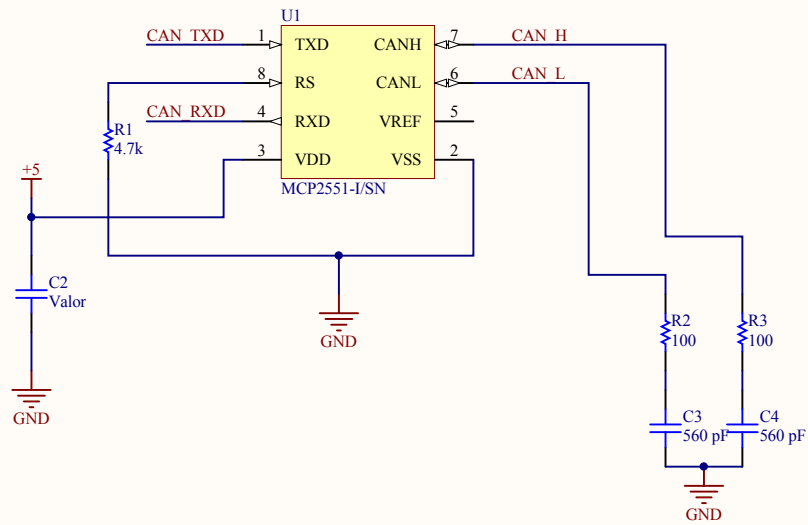 U1
CAN_TXD 1 TXD CANH 7 CAN_H
8 RS CANL 6 CAN_L
CAN_RXD 4 RXD VREF 5
3 VDD VSS 2
MCP2551-I/SN
R1
4.7k
+5
C2
Valor
GND
GND
R2
100
R3
100
C3
560 pF
C4
560 pF
GND